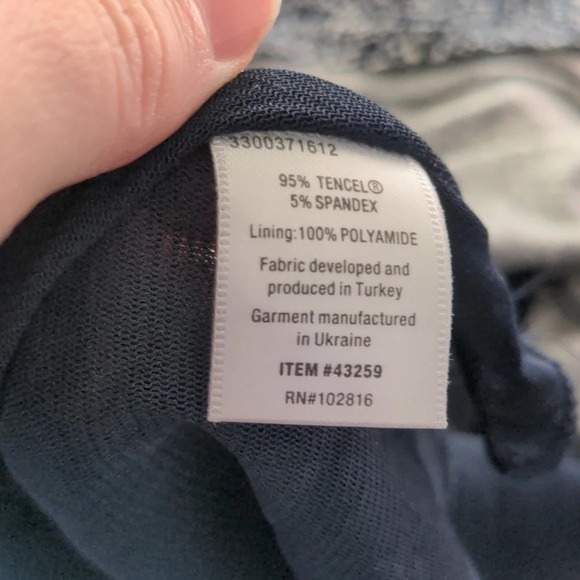 3300371612
95% TENCEL®
5% SPANDEX
Lining:100% POLYAMIDE
Fabric developed and
produced in Turkey
Garment manufactured
in Ukraine
ITEM #43259
RN#102816